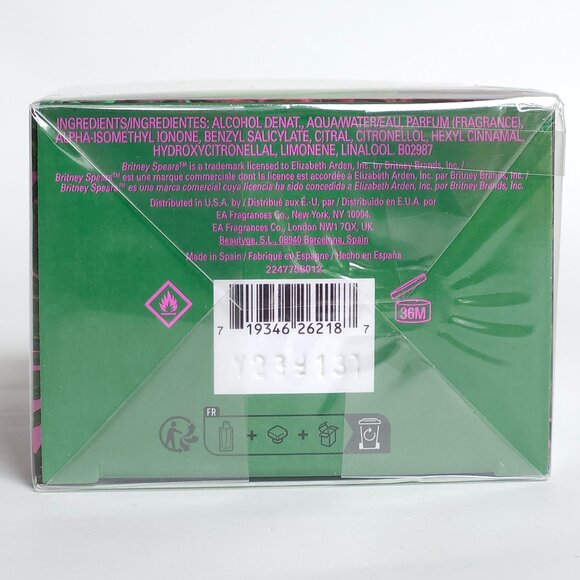 INGREDIENTS/INGREDIENTES: ALCOHOL DENAT., AQUA/WATER/EAU, PARFUM (FRAGRANCE),
ALPHA-ISOMETHYL IONONE, BENZYL SALICYLATE, CITRAL, CITRONELLOL, HEXYL CINNAMAL,
HYDROXYCITRONELLAL, LIMONENE, LINALOOL. B02987
Britney Spears™ is a trademark licensed to Elizabeth Arden, Inc. by Britney Brands, Inc. /
Britney Spears™ est une marque commerciale dont la licence est accordée à Elizabeth Arden, Inc. par Britney Brands, Inc. /
Britney Spears™ es una marca comercial cuya licencia ha sido concedida a Elizabeth Arden, Inc. por Britney Brands, Inc.
Distributed in U.S.A. by / Distribué aux É.-U. par / Distribuido en E.U.A. por
EA Fragrances Co., New York, NY 10004.
EA Fragrances Co., London NW1 7QX, UK.
Beautyge, S.L., 08940 Barcelona, Spain
Made in Spain / Fabriqué en Espagne / Hecho en España
2247758012
36M
7 19346 26218 7
FR